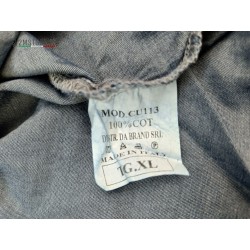 MOD CU113
100% COT
DISTR. DA BRAND SRL
MADE IN ITALY
TG.XL